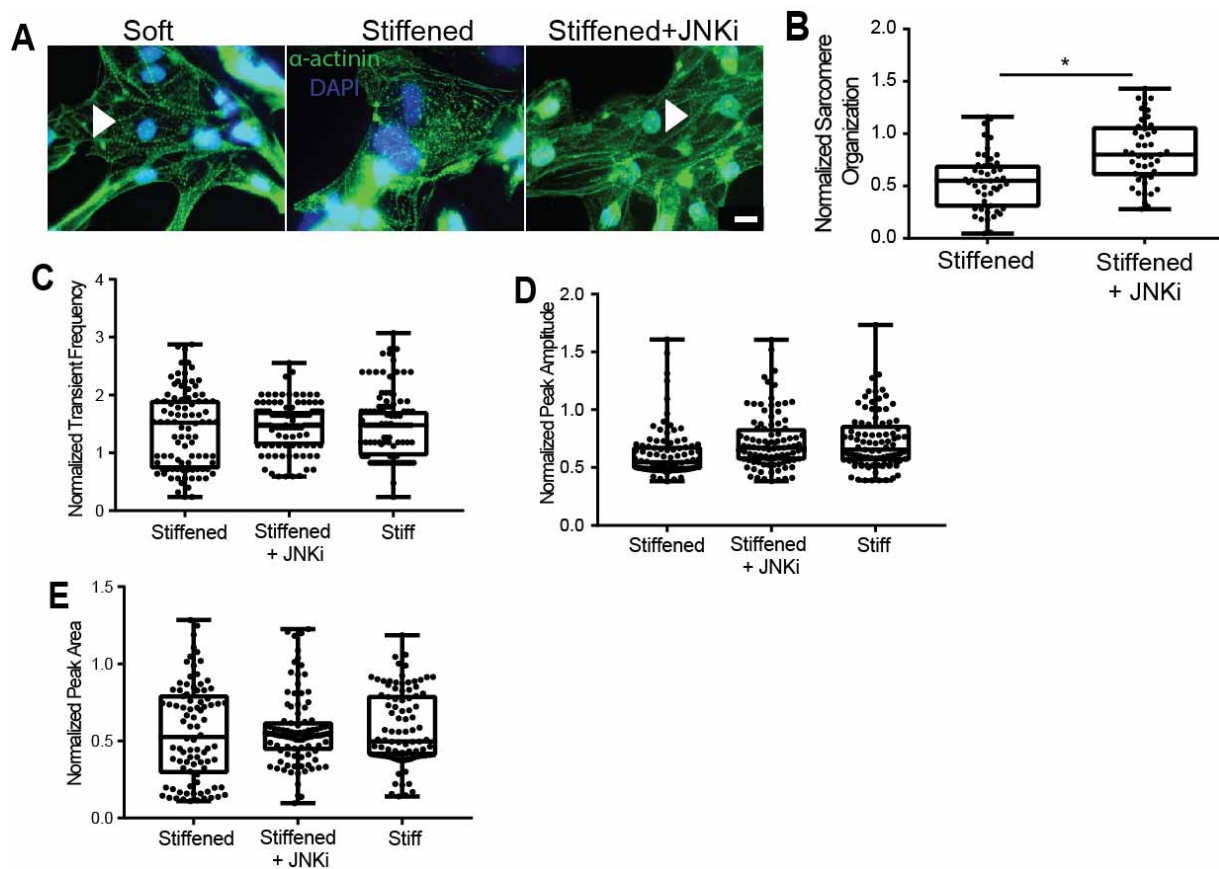 A
Soft
Stiffened
Stiffened+JNKi
α-actinin
DAPI
B
Normalized Sarcomere
Organization
2.0
1.5
1.0
0.5
0.0
*
Stiffened
Stiffened
+ JNKi
C
Normalized Transient Frequency
4
3
2
1
0
Stiffened
Stiffened
+ JNKi
Stiff
D
Normalized Peak Amplitude
2.0
1.5
1.0
0.5
0.0
Stiffened
Stiffened
+ JNKi
Stiff
E
Normalized Peak Area
1.5
1.0
0.5
0.0
Stiffened
Stiffened
+ JNKi
Stiff